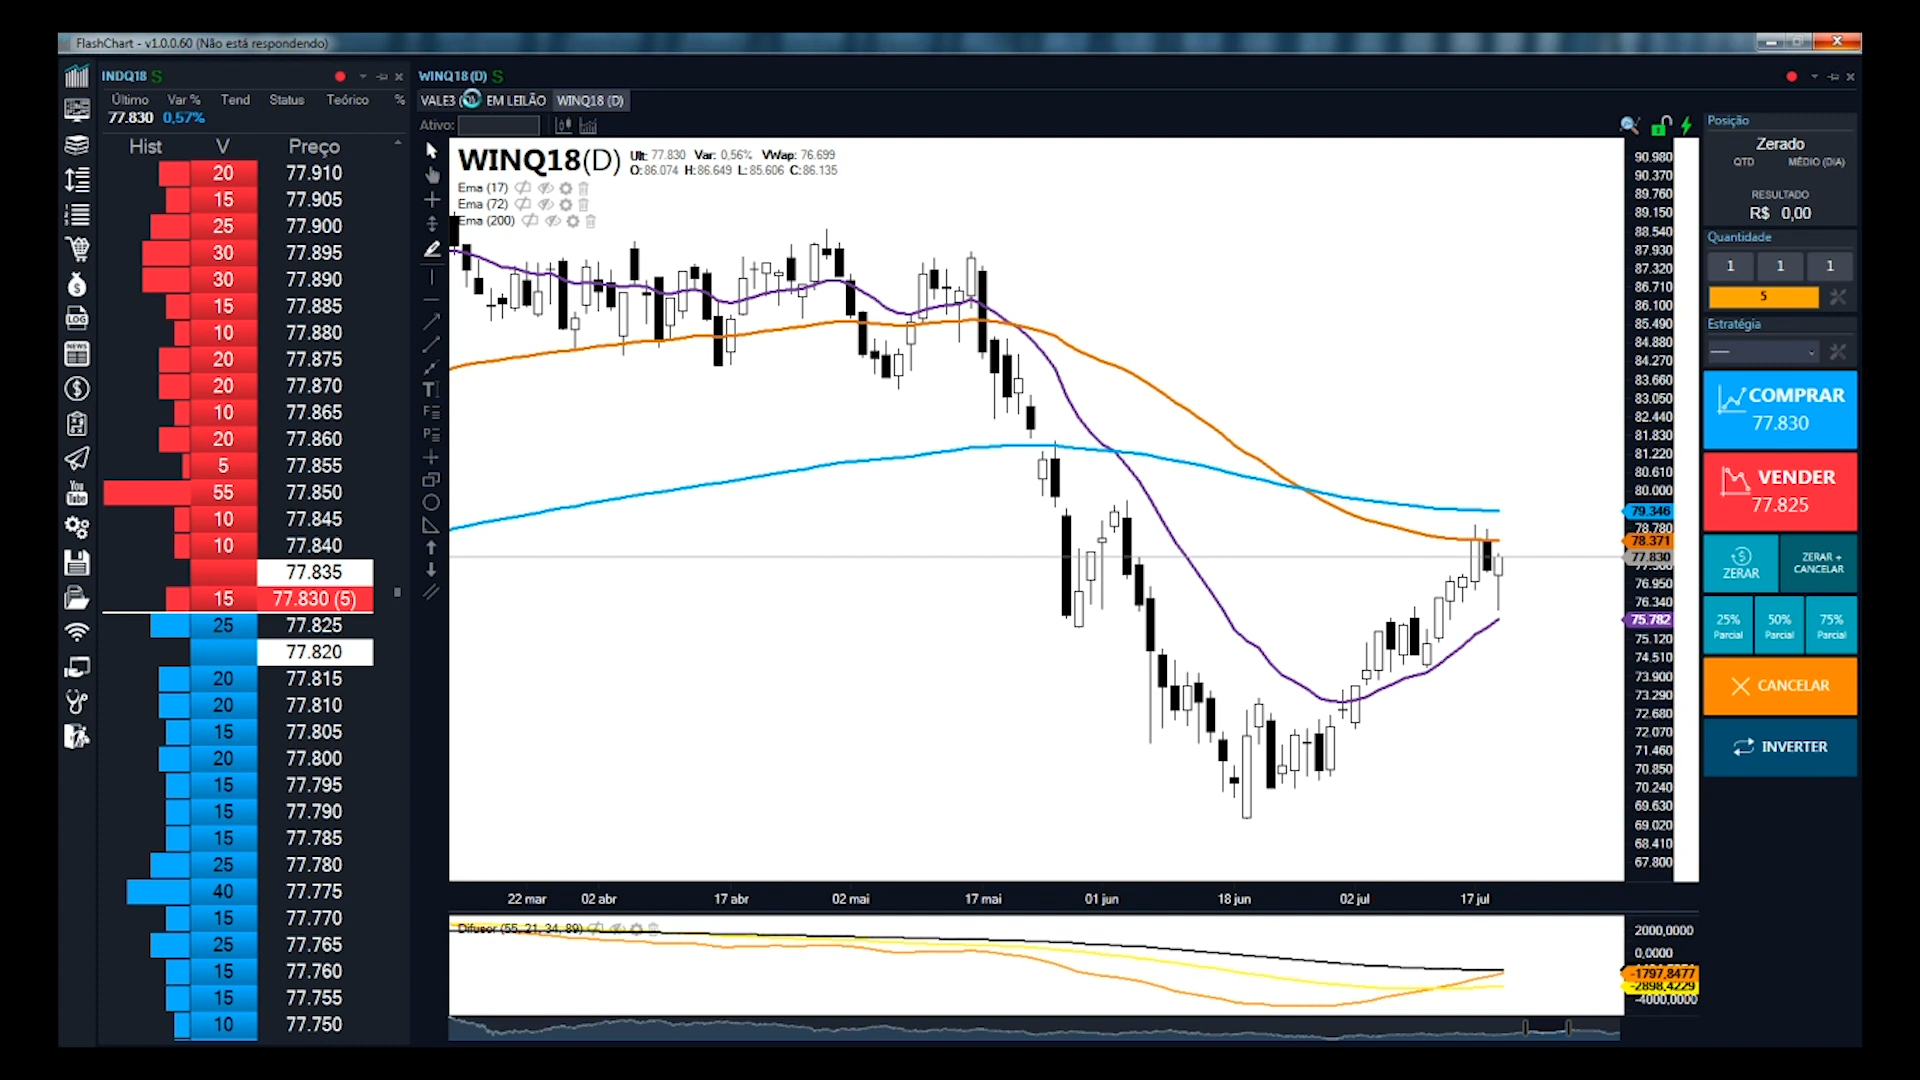 FlashChart - v1.0.0.60 (Não está respondendo)
INDQ18 S
Último Var % Tend Status Teórico %
77.830 0,57%
Hist V Preço
20 77.910
15 77.905
25 77.900
30 77.895
30 77.890
15 77.885
10 77.880
20 77.875
20 77.870
10 77.865
20 77.860
5 77.855
55 77.850
10 77.845
10 77.840
77.835
15 77.830 (5)
25 77.825
77.820
20 77.815
20 77.810
15 77.805
20 77.800
15 77.795
15 77.790
15 77.785
25 77.780
40 77.775
15 77.770
25 77.765
15 77.760
15 77.755
10 77.750
LOG
NEWS
You
Tube
WINQ18(D) S
VALE3 EM LEILÃO WINQ18 (D)
Ativo:
WINQ18(D) Ult: 77.830 Var: 0,56% VWap: 76.699
O: 86.074 H: 86.649 L: 85.606 C: 86.135
Ema (17)
Ema (72)
Ema (200)
90.980
90.370
89.760
89.150
88.540
87.930
87.320
86.710
86.100
85.490
84.880
84.270
83.660
83.050
82.440
81.830
81.220
80.610
80.000
79.346
78.780
78.371
77.830
76.950
76.340
75.782
75.120
74.510
73.900
73.290
72.680
72.070
71.460
70.850
70.240
69.630
69.020
68.410
67.800
22 mar 02 abr 17 abr 02 mai 17 mai 01 jun 18 jun 02 jul 17 jul
Difusor (55, 21, 34, 89)
2000,0000
0,0000
-1797,8477
-2898,4229
-4000,0000
Posição
Zerado
QTD MÉDIO (DIA)
RESULTADO
R$ 0,00
Quantidade
1 1 1
5
Estratégia
COMPRAR
77.830
VENDER
77.825
ZERAR
ZERAR +
CANCELAR
25% 50% 75%
Parcial Parcial Parcial
CANCELAR
INVERTER